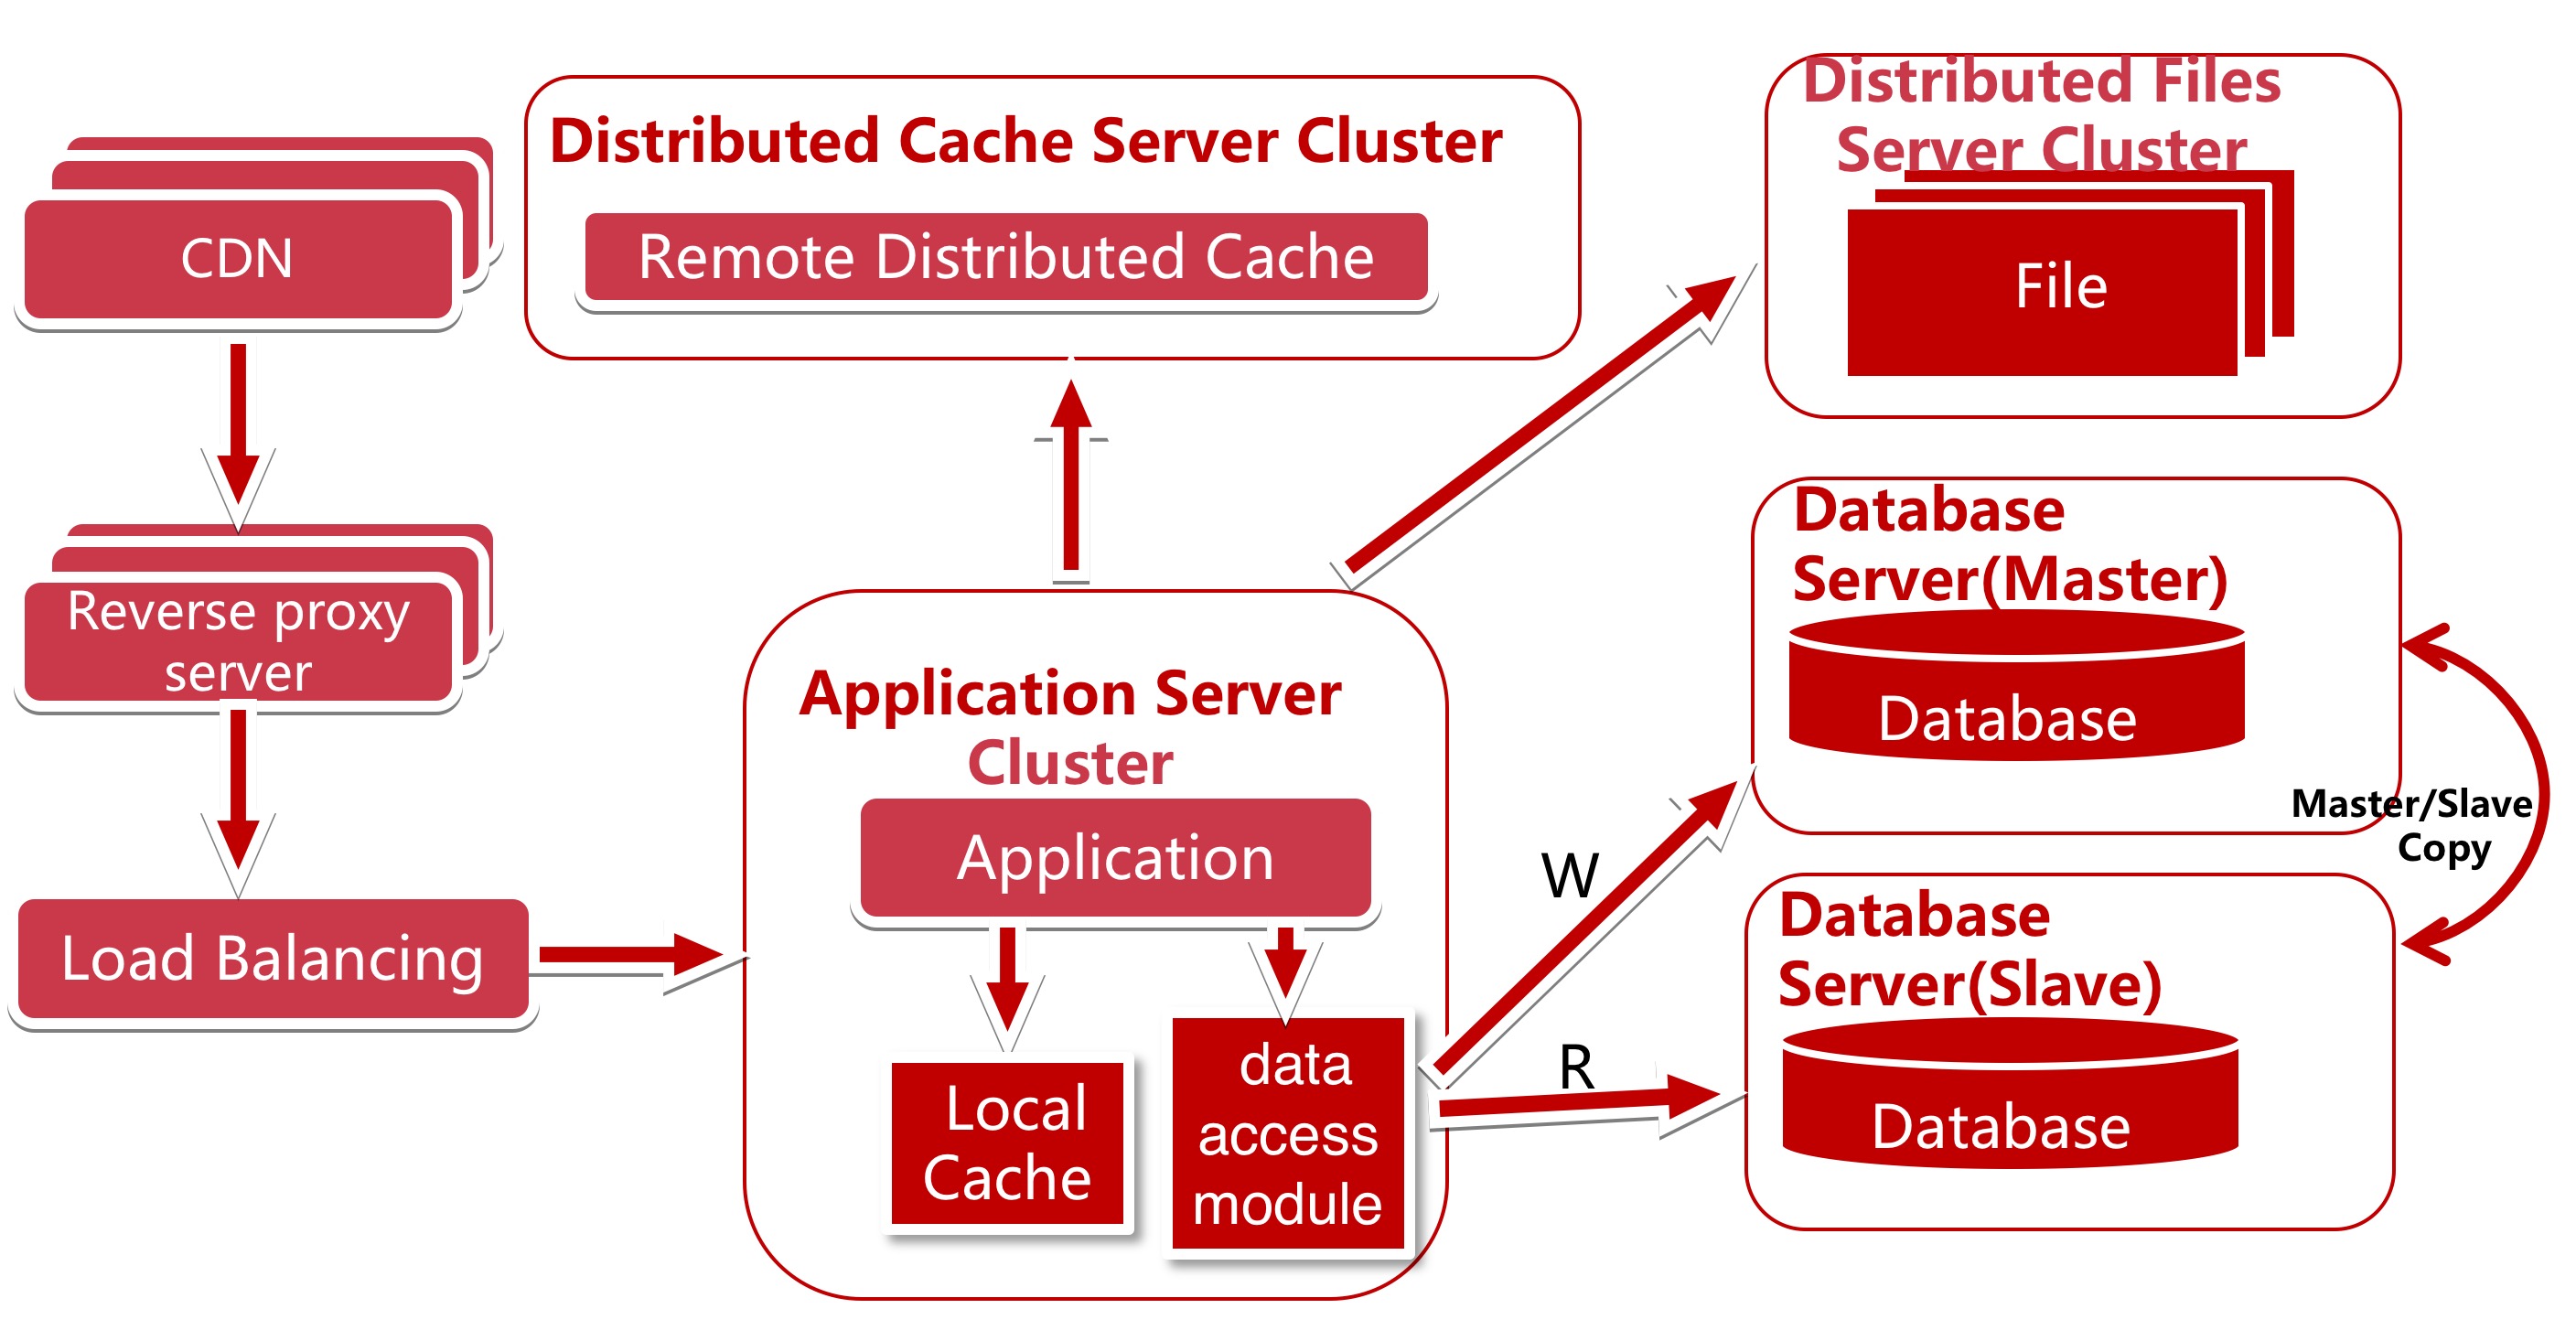 CDN
Reverse proxy
server
Load Balancing
Distributed Cache Server Cluster
Remote Distributed Cache
Application Server
Cluster
Application
Local
Cache
data
access
module
W
R
Distributed Files
Server Cluster
File
Database
Server(Master)
Database
Master/Slave
Copy
Database
Server(Slave)
Database